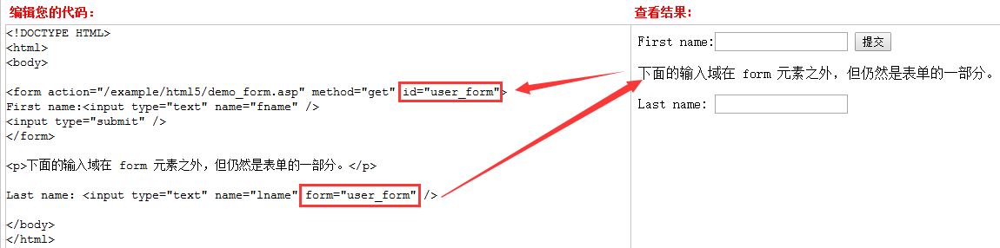 编辑您的代码：
<!DOCTYPE HTML>
<html>
<body>
<form action="/example/html5/demo_form.asp" method="get" id="user_form">
First name:<input type="text" name="fname" />
<input type="submit" />
</form>
<p>下面的输入域在 form 元素之外，但仍然是表单的一部分。</p>
Last name: <input type="text" name="lname" form="user_form" />
</body>
</html>
查看结果:
First name: 提交
下面的输入域在 form 元素之外，但仍然是表单的一部分。
Last name: